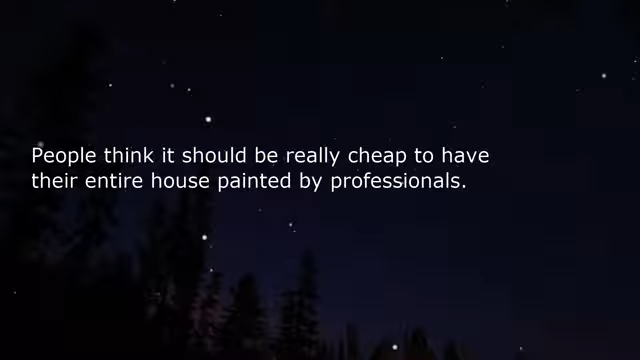 People think it should be really cheap to have
their entire house painted by professionals.